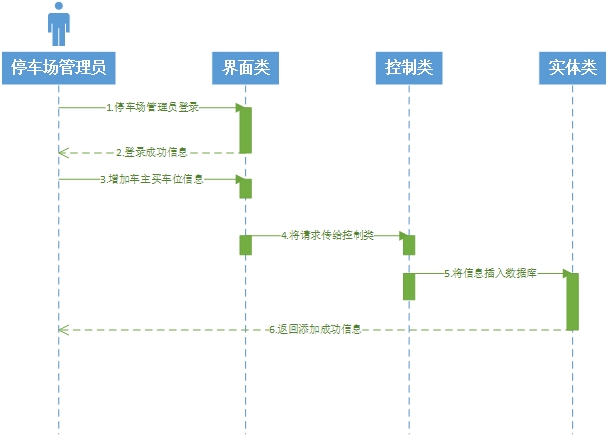 停车场管理员
界面类
控制类
实体类
1.停车场管理员登录
2.登录成功信息
3.增加车主买车位信息
4.将请求传给控制类
5.将信息插入数据库
6.返回添加成功信息